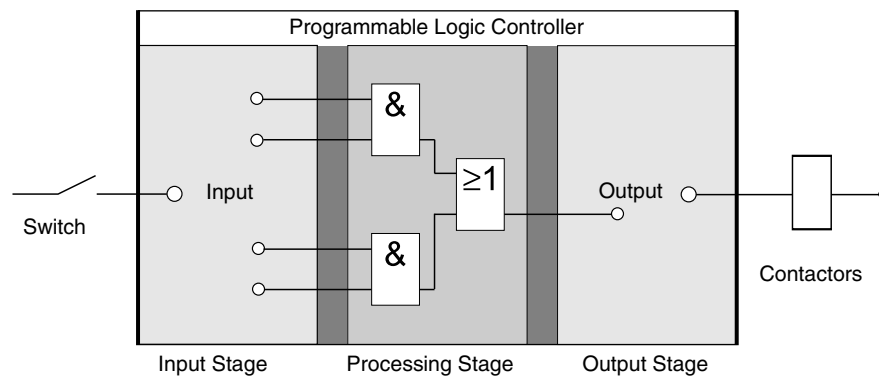 Programmable Logic Controller
&
≥1
Input
Output
Switch
&
Contactors
Input Stage
Processing Stage
Output Stage